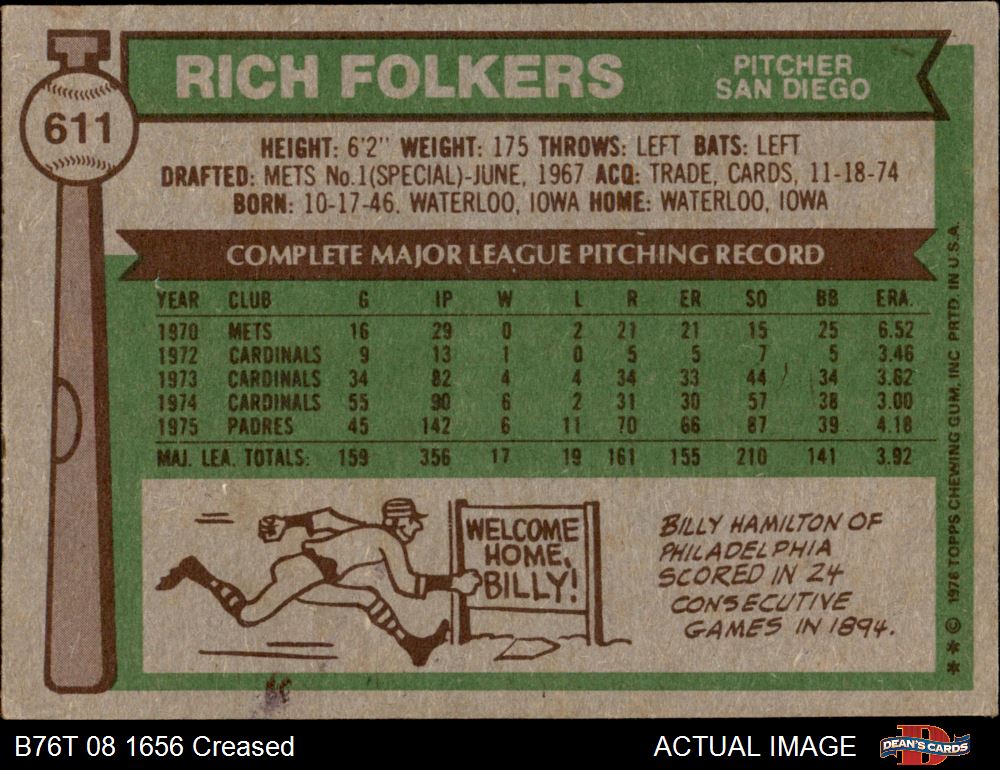 611
RICH FOLKERS
PITCHER
SAN DIEGO
HEIGHT: 6'2" WEIGHT: 175 THROWS: LEFT BATS: LEFT
DRAFTED: METS No.1(SPECIAL)-JUNE, 1967 ACQ: TRADE, CARDS, 11-18-74
BORN: 10-17-46. WATERLOO, IOWA HOME: WATERLOO, IOWA
COMPLETE MAJOR LEAGUE PITCHING RECORD
YEAR CLUB G IP W L R ER SO BB ERA.
1970 METS 16 29 0 2 21 21 15 25 6.52
1972 CARDINALS 9 13 1 0 5 5 7 5 3.46
1973 CARDINALS 34 82 4 4 34 33 44 34 3.62
1974 CARDINALS 55 90 6 2 31 30 57 38 3.00
1975 PADRES 45 142 6 11 70 66 87 39 4.18
MAJ. LEA. TOTALS: 159 356 17 19 161 155 210 141 3.92
WELCOME
HOME,
BILLY!
BILLY HAMILTON OF
PHILADELPHIA
SCORED IN 24
CONSECUTIVE
GAMES IN 1894.
** © 1976 TOPPS CHEWING GUM, INC. PRTD. IN U.S.A.
B76T 08 1656 Creased
ACTUAL IMAGE
DEAN'S CARDS